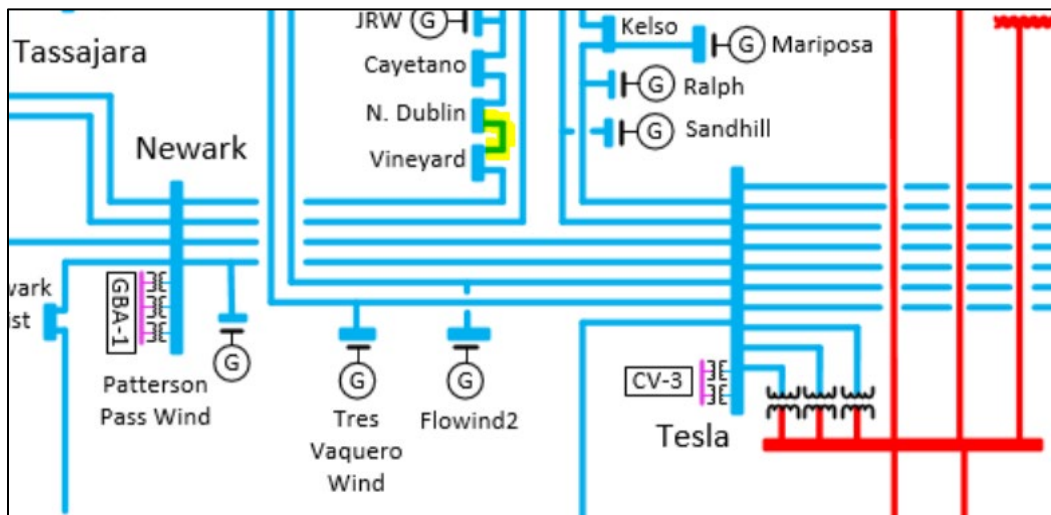 JRW G
Kelso
G Mariposa
Tassajara
Cayetano
G Ralph
N. Dublin
G Sandhill
Newark
Vineyard
GBA-1
wark
ist
G
G
G
CV-3
Patterson
Pass Wind
Tres
Vaquero
Wind
Flowind2
Tesla